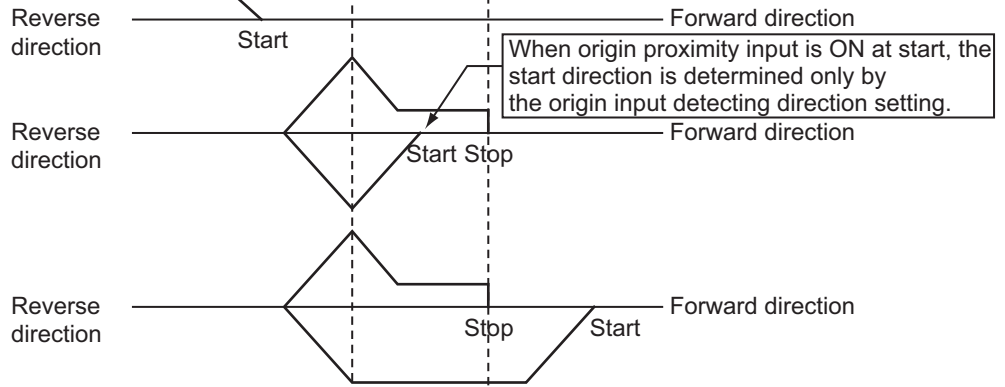 Reverse
direction
Forward direction
Start
When origin proximity input is ON at start, the
start direction is determined only by
the origin input detecting direction setting.
Reverse
direction
Forward direction
Start Stop
Reverse
direction
Forward direction
Stop Start